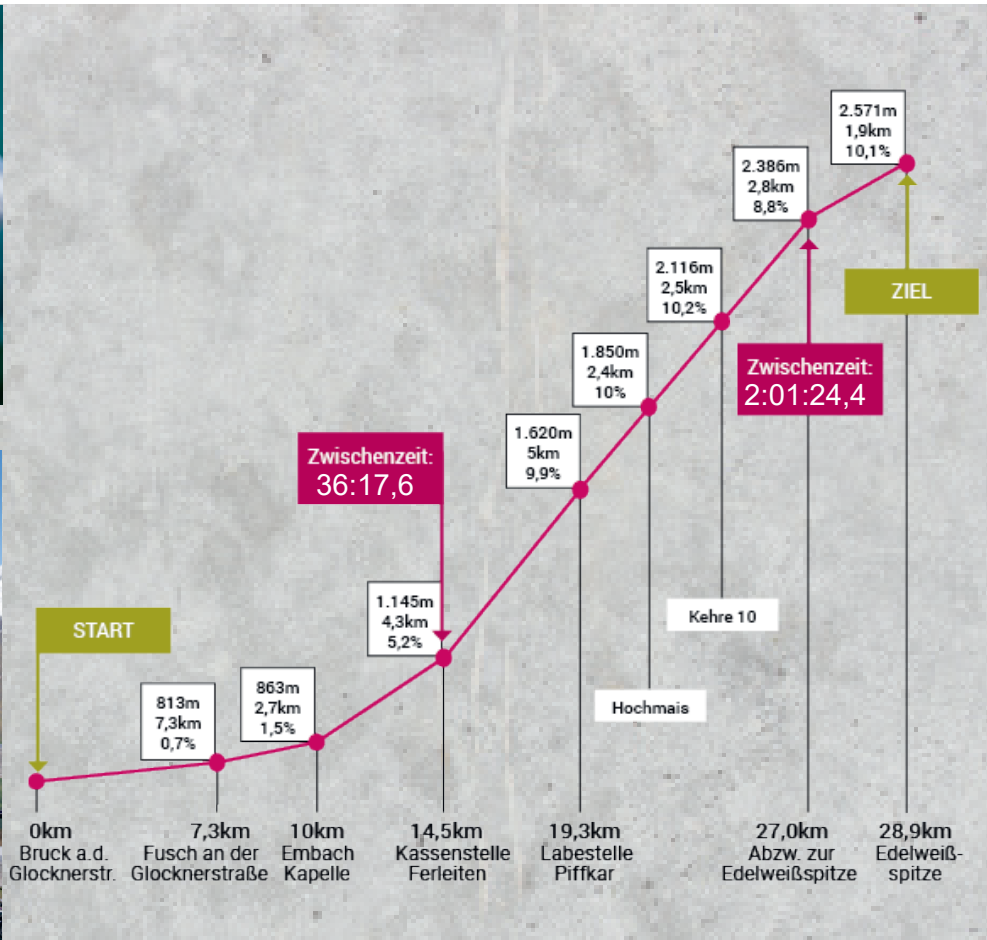 2.571m
1,9km
10,1%
2.386m
2,8km
8,8%
2.116m
2,5km
10,2%
ZIEL
1.850m
2,4km
10%
Zwischenzeit:
2:01:24,4
1.620m
5km
9,9%
Zwischenzeit:
36:17,6
1.145m
4,3km
5,2%
START
Kehre 10
863m
2,7km
1,5%
813m
7,3km
0,7%
Hochmais
0km
Bruck a.d.
Glocknerstr.
7,3km
Fusch an der
Glocknerstraße
10km
Embach
Kapelle
14,5km
Kassenstelle
Ferleiten
19,3km
Labestelle
Piffkar
27,0km
Abzw. zur
Edelweißspitze
28,9km
Edelweiß-
spitze